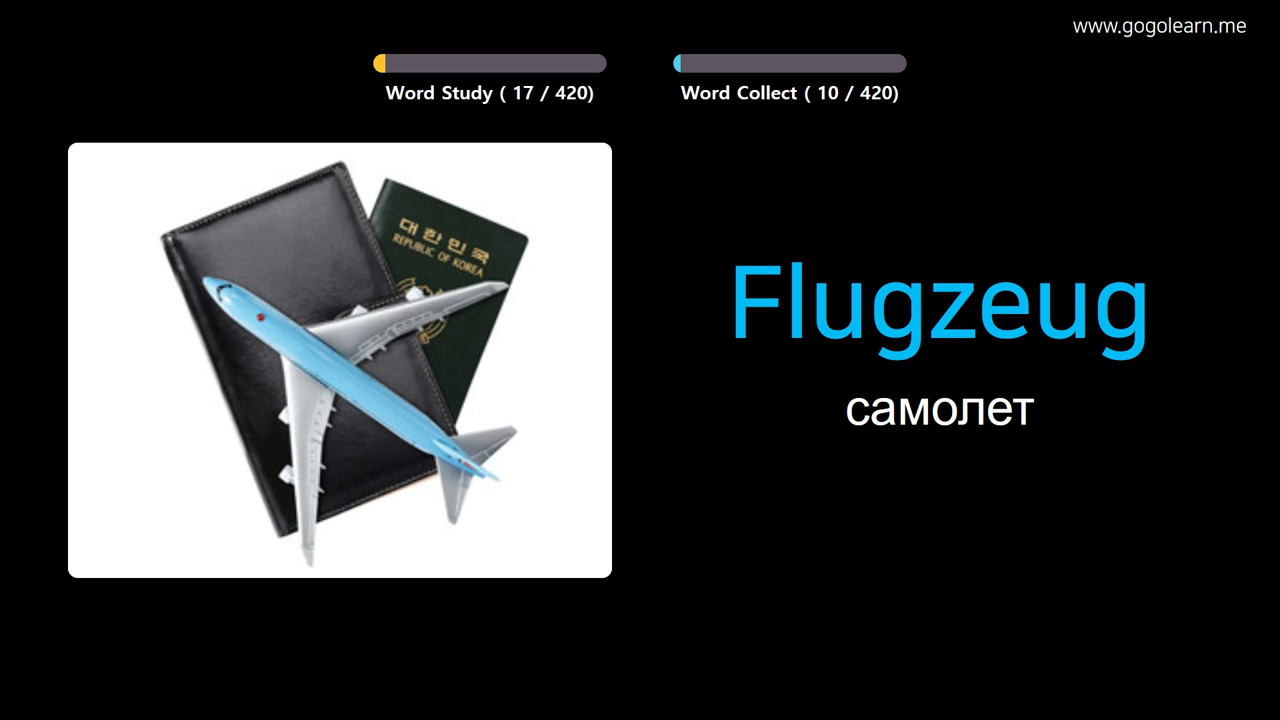 www.gogolearn.me
Word Study ( 17 / 420)
Word Collect ( 10 / 420)
대한민국
REPUBLIC OF KOREA
Flugzeug
самолет